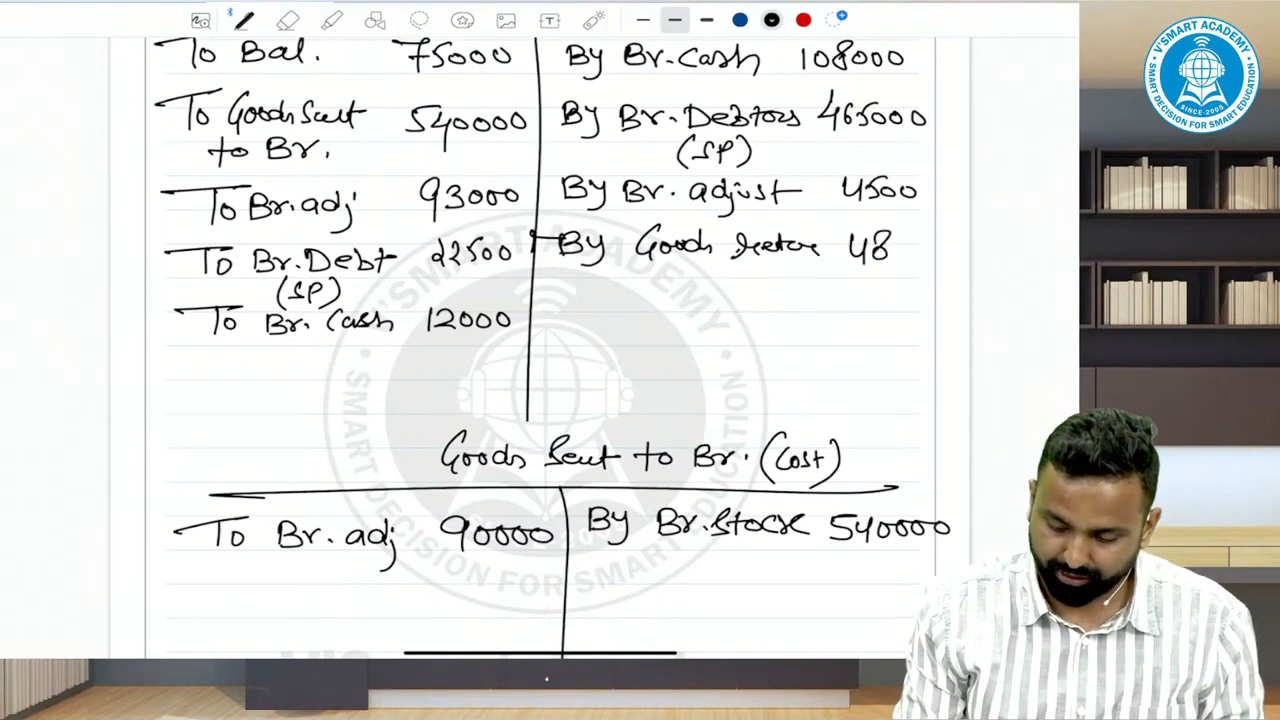 To Bal. 75000 By Br.Cash 108000
To Goods Sent 540000 By Br.Debtors 465000
to Br. (SP)
To Br.adj 93000 By Br. adjust 4500
To Br.Debt 22500 By Goods 48
(SP)
To Br. Cash 12000
Goods Sent to Br. (Cost)
To Br. adj 90000 By Br.Stock 540000
V'SMART ACADEMY
SINCE-2005
SMART DECISION FOR SMART EDUCATION